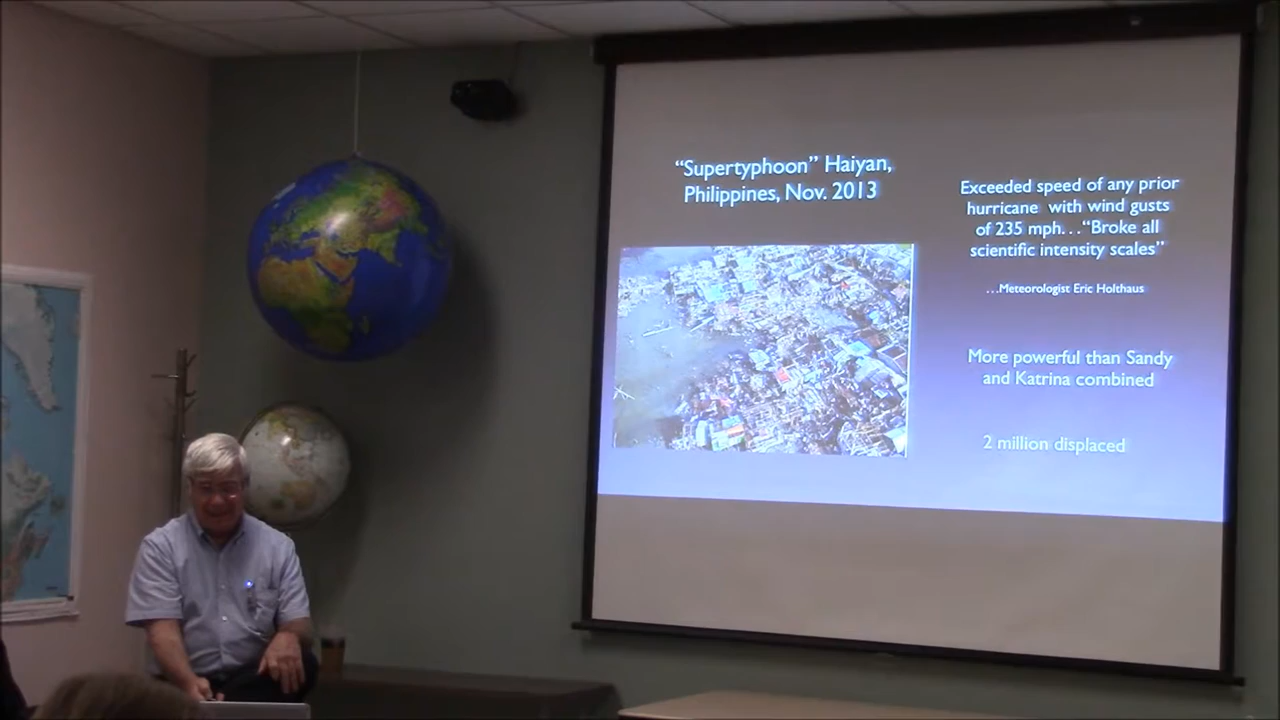 “Supertyphoon” Haiyan,
Philippines, Nov. 2013
Exceeded speed of any prior
hurricane with wind gusts
of 235 mph. . . “Broke all
scientific intensity scales”
. . .Meteorologist Eric Holthaus
More powerful than Sandy
and Katrina combined
2 million displaced